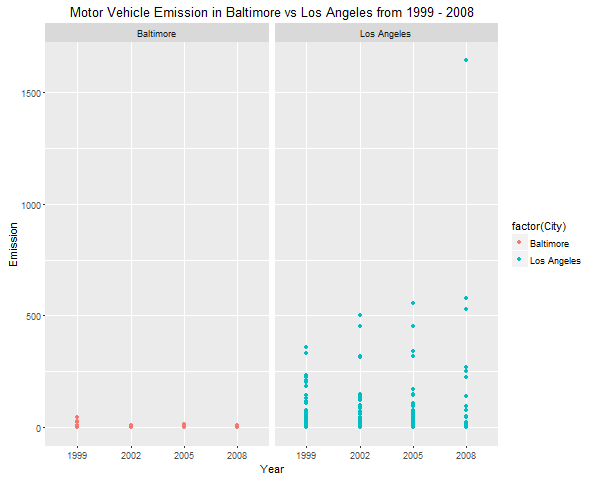 Motor Vehicle Emission in Baltimore vs Los Angeles from 1999 - 2008
Baltimore
Los Angeles
1500
1000
500
0
Emission
1999 2002 2005 2008
1999 2002 2005 2008
Year
factor(City)
Baltimore
Los Angeles